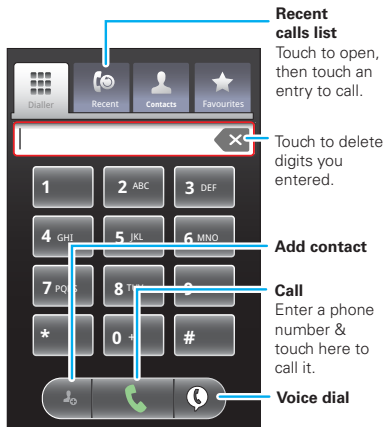 Recent
calls list
Touch to open,
then touch an
entry to call.
Dialler Recent Contacts Favourites
Touch to delete
digits you
entered.
1 2 ABC 3 DEF
4 GHI 5 JKL 6 MNO
Add contact
7 8 9
Call
Enter a phone
number &
touch here to
call it.
* 0 + #
Voice dial